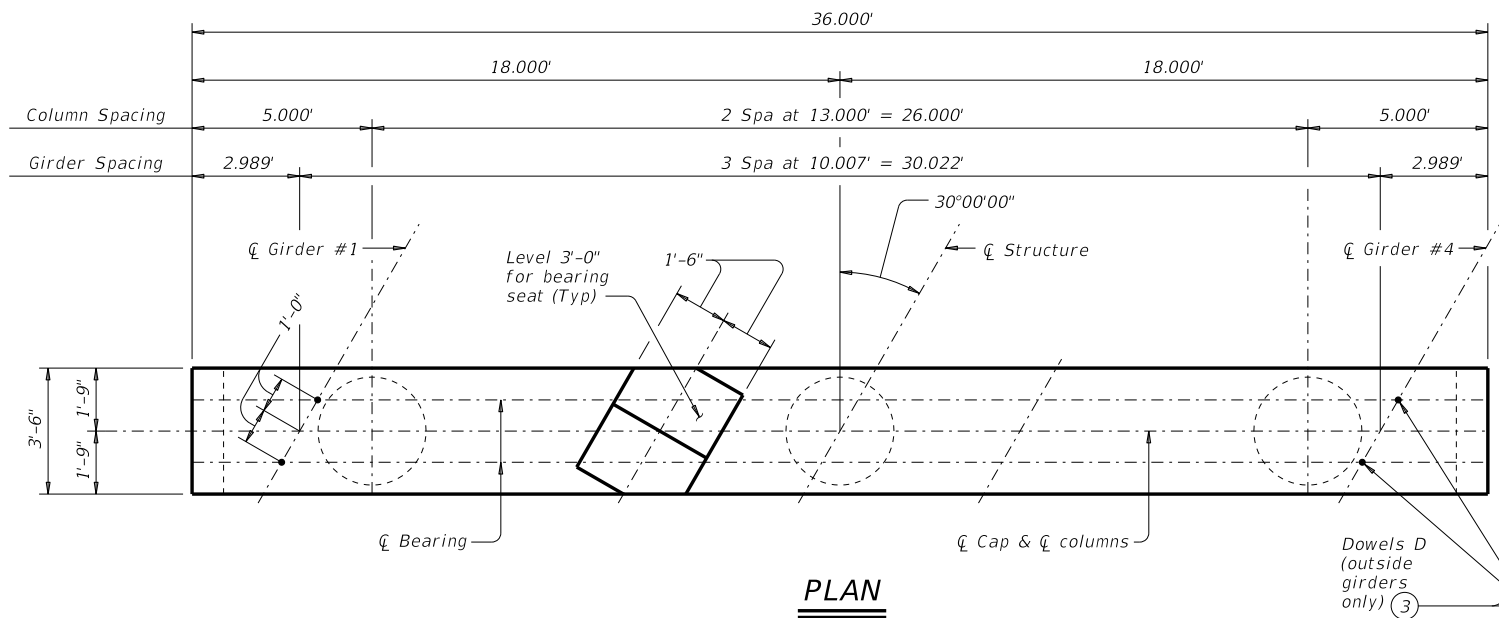 36.000'
18.000'
18.000'
Column Spacing
5.000'
2 Spa at 13.000' = 26.000'
5.000'
Girder Spacing
2.989'
3 Spa at 10.007' = 30.022'
2.989'
30°00'00"
℄ Girder #1
Level 3'-0"
for bearing
seat (Typ)
1'-6"
℄ Structure
℄ Girder #4
1'-0"
3'-6"
1'-9"
1'-9"
℄ Bearing
℄ Cap & ℄ columns
Dowels D
(outside
girders
only) 3
PLAN